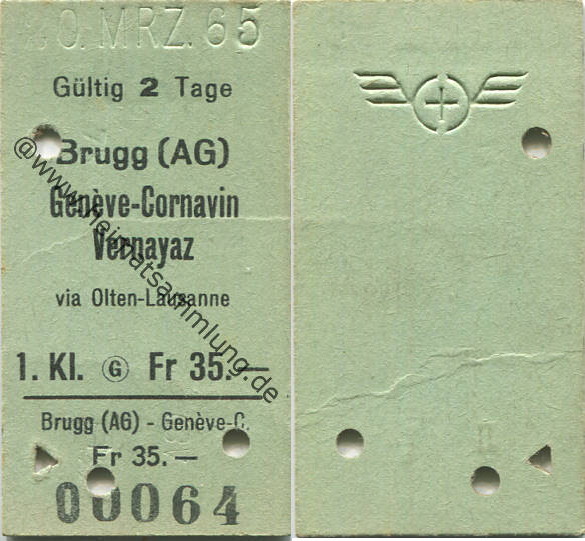 0. MRZ. 65
Gültig 2 Tage
Brugg (AG)
Genève-Cornavin
Vernayaz
via Olten-Lausanne
1. Kl. G Fr 35.—
Brugg (AG) - Genève-C.
Fr 35.—
00064
@www.heimatsammlung.de